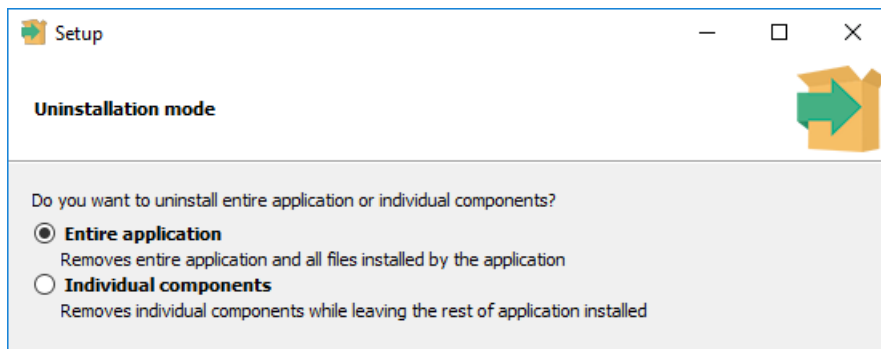 Setup
Uninstallation mode
Do you want to uninstall entire application or individual components?
Entire application
Removes entire application and all files installed by the application
Individual components
Removes individual components while leaving the rest of application installed